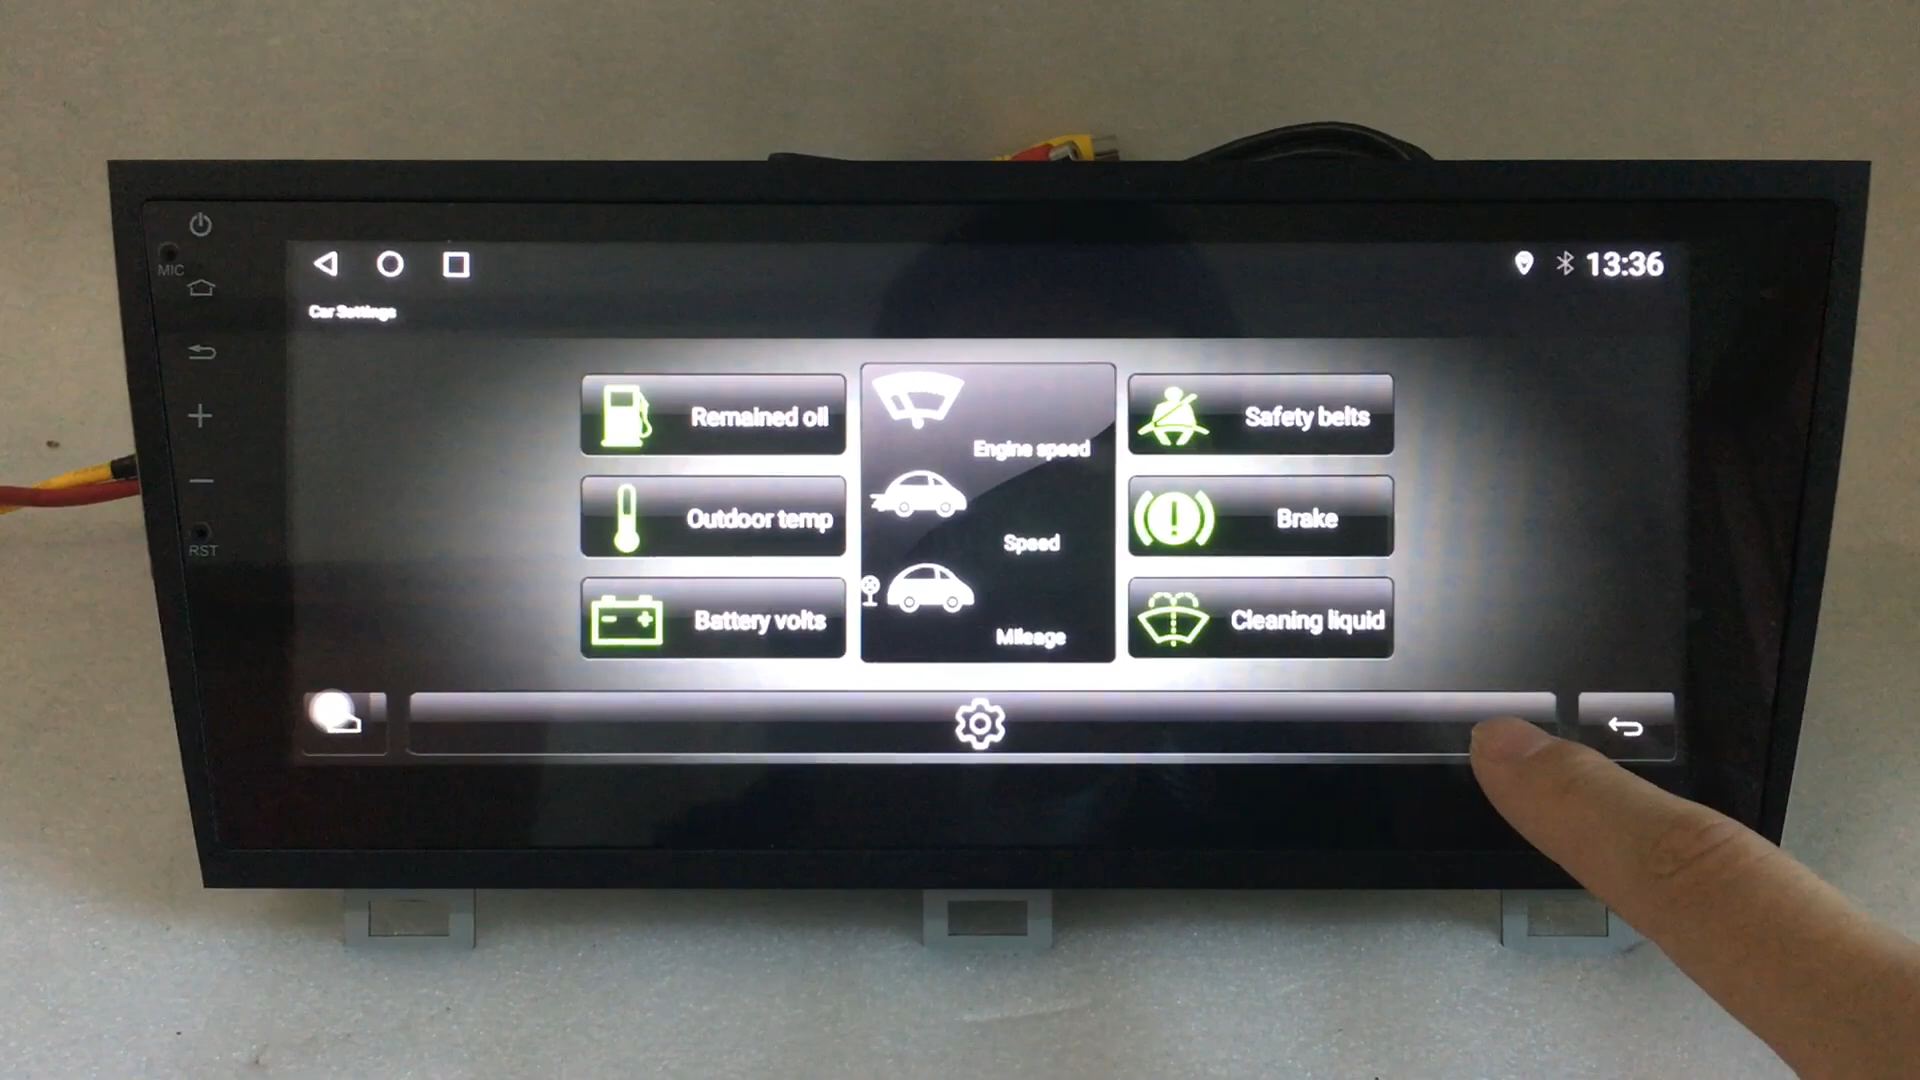 13:36
MIC
Car Settings
Remained oil
Engine speed
Safety belts
Outdoor temp
Speed
Brake
RST
Battery volts
Mileage
Cleaning liquid